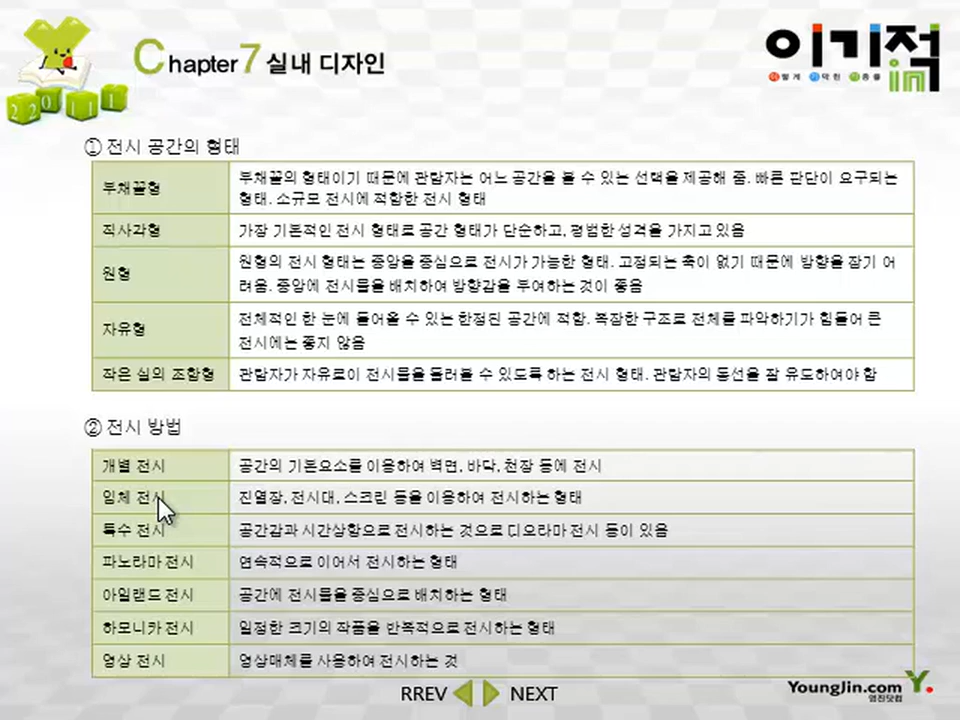 Chapter7 실내 디자인
이기적in
이렇게 기막힌 적중률
22011
① 전시 공간의 형태
부채꼴형
부채꼴의 형태이기 때문에 관람자는 어느 공간을 볼 수 있는 선택을 제공해 줌. 빠른 판단이 요구되는
형태. 소규모 전시에 적합한 전시 형태
직사각형
가장 기본적인 전시 형태로 공간 형태가 단순하고, 평범한 성격을 가지고 있음
원형
원형의 전시 형태는 중앙을 중심으로 전시가 가능한 형태. 고정되는 축이 없기 때문에 방향을 잡기 어
려움. 중앙에 전시물을 배치하여 방향감을 부여하는 것이 좋음
자유형
전체적인 한 눈에 들어올 수 있는 한정된 공간에 적합. 복잡한 구조로 전체를 파악하기가 힘들어 큰
전시에는 좋지 않음
작은 실의 조합형
관람자가 자유로이 전시물을 둘러볼 수 있도록 하는 전시 형태. 관람자의 동선을 잘 유도하여야 함
② 전시 방법
개별 전시
공간의 기본요소를 이용하여 벽면, 바닥, 천장 등에 전시
입체 전시
진열장, 전시대, 스크린 등을 이용하여 전시하는 형태
특수 전시
공간감과 시간상황으로 전시하는 것으로 디오라마 전시 등이 있음
파노라마 전시
연속적으로 이어서 전시하는 형태
아일랜드 전시
공간에 전시물을 중심으로 배치하는 형태
하모니카 전시
일정한 크기의 작품을 반복적으로 전시하는 형태
영상 전시
영상매체를 사용하여 전시하는 것
RREV NEXT
YoungJin.com Y.
영진닷컴